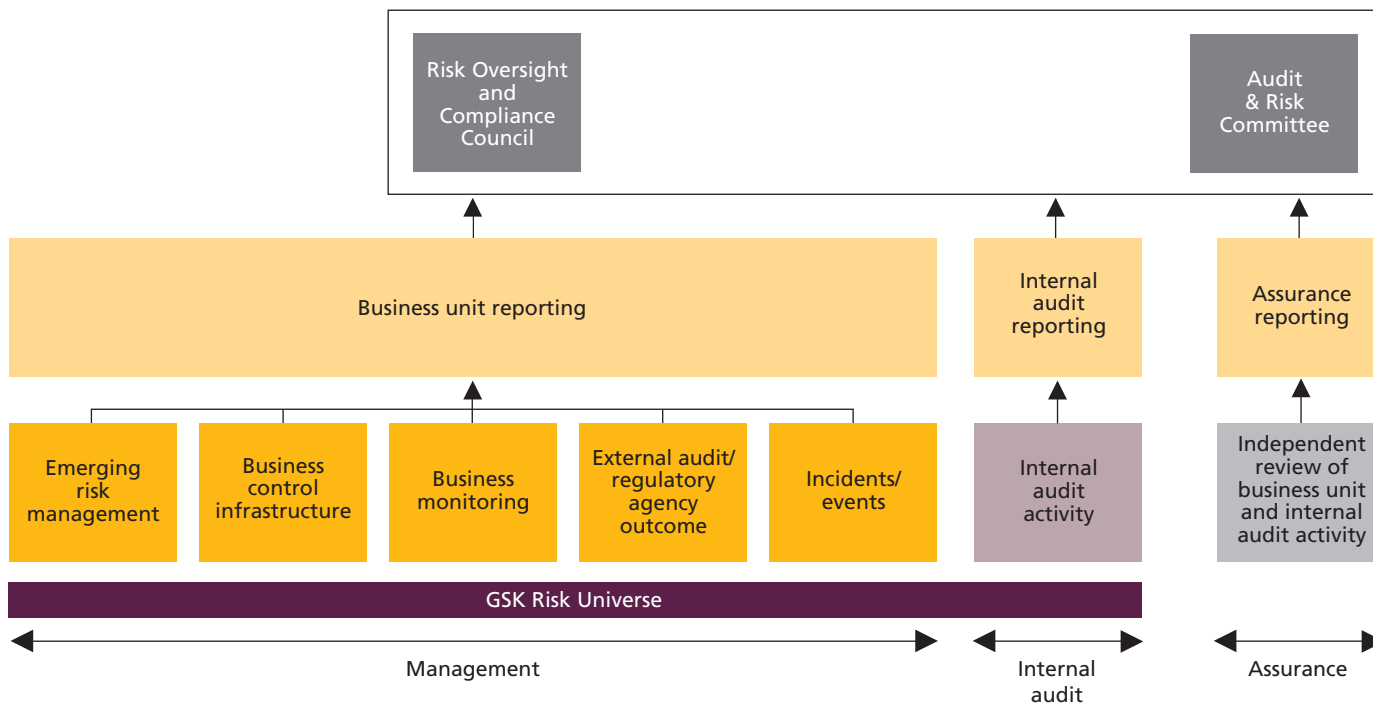 Risk Oversight
and
Compliance
Council
Audit
& Risk
Committee
Business unit reporting
Internal
audit
reporting
Assurance
reporting
Emerging
risk
management
Business
control
infrastructure
Business
monitoring
External audit/
regulatory
agency
outcome
Incidents/
events
Internal
audit
activity
Independent
review of
business unit
and internal
audit activity
GSK Risk Universe
Management
Internal
audit
Assurance